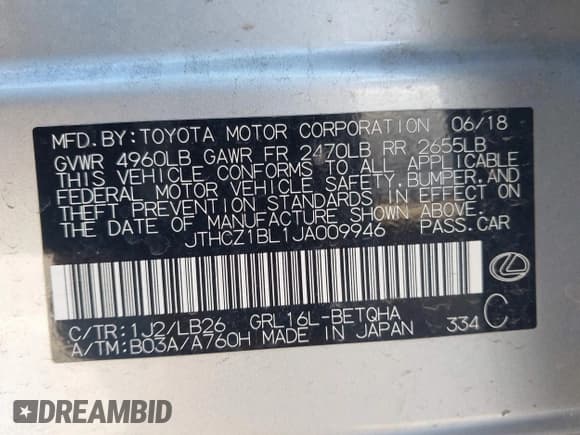 MFD.BY:TOYOTA MOTOR CORPORATION 06/18
GVWR 4960LB GAWR FR 2470LB RR 2655LB
THIS VEHICLE CONFORMS TO ALL APPLICABLE
FEDERAL MOTOR VEHICLE SAFETY,BUMPER,AND
THEFT PREVENTION STANDARDS IN EFFECT ON
THE DATE OF MANUFACTURE SHOWN ABOVE.
JTHCZ1BL1JA009946 PASS.CAR
C/TR:1J2/LB26 GRL16L-BETQHA
A/TM:B03A/A760H MADE IN JAPAN 334 C
DREAMBID